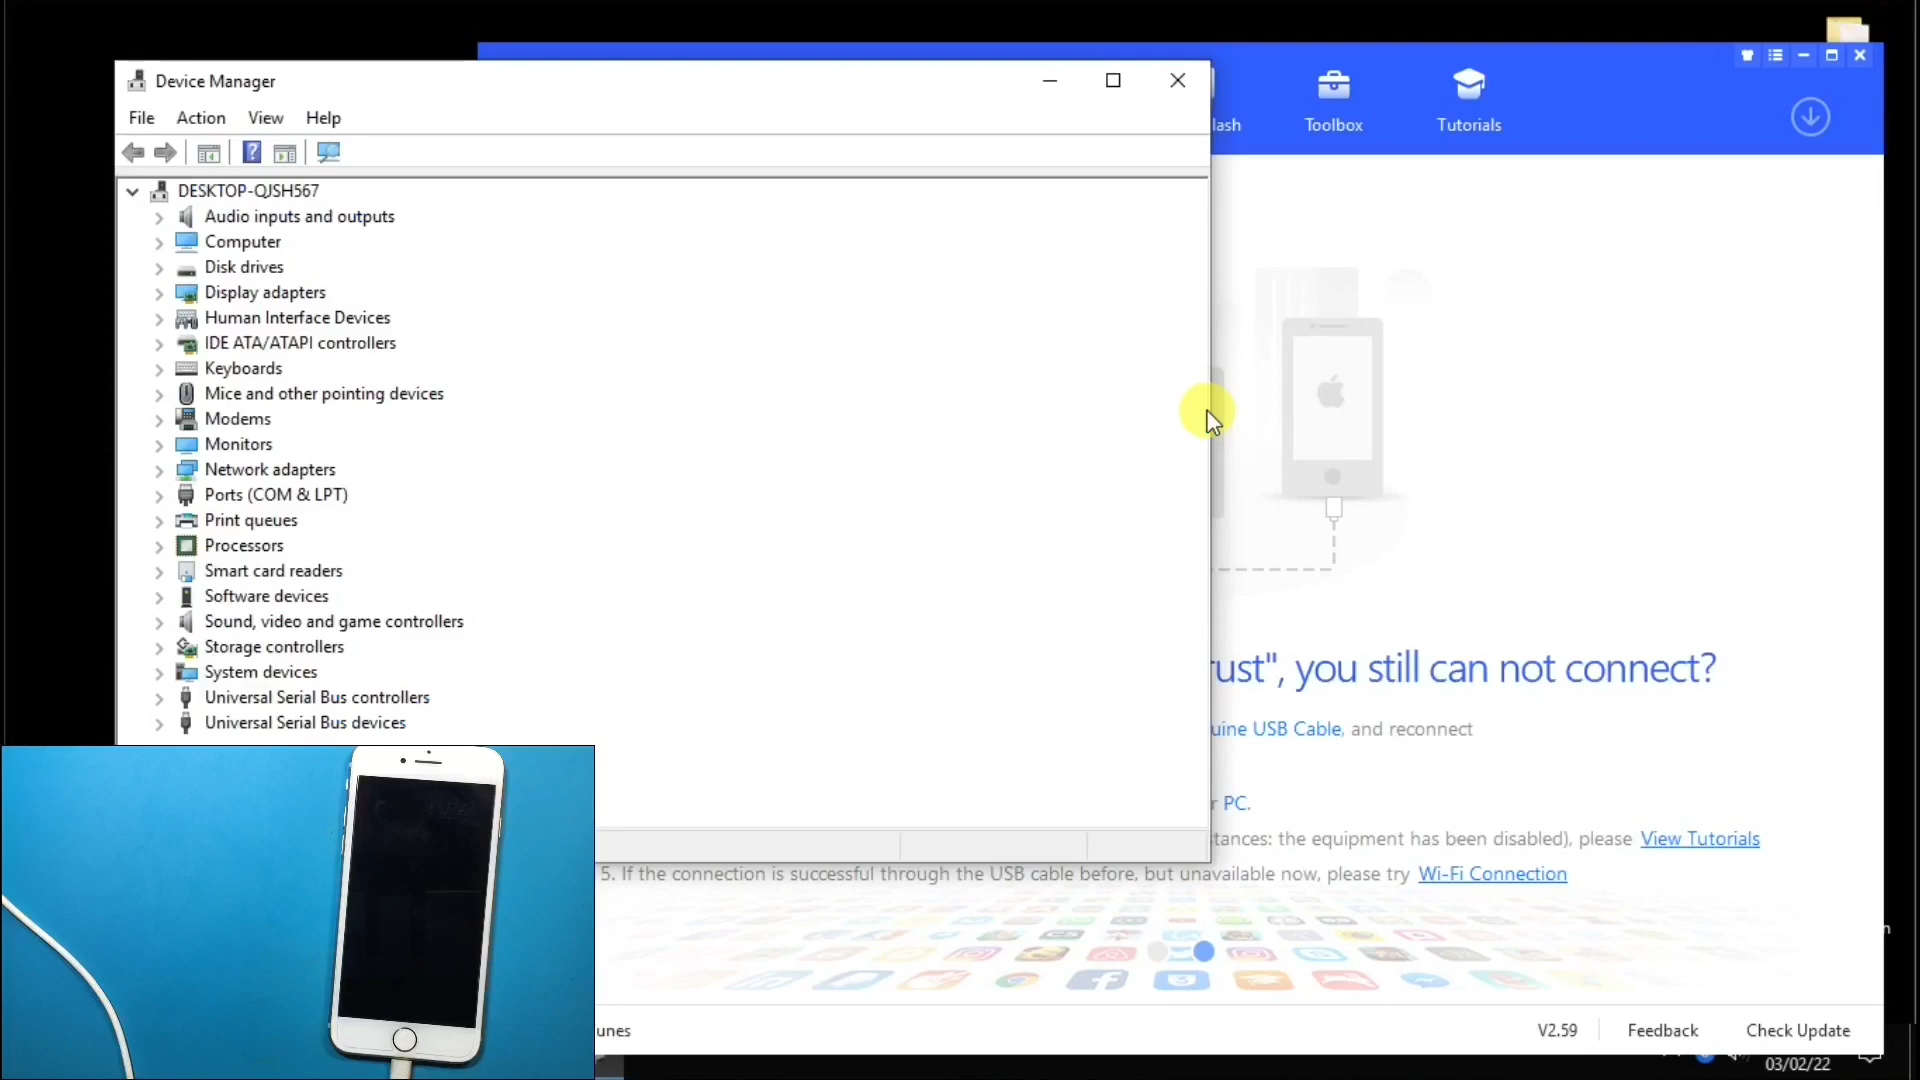 Device Manager
File Action View Help
lash
Toolbox
Tutorials
DESKTOP-QJSH567
Audio inputs and outputs
Computer
Disk drives
Display adapters
Human Interface Devices
IDE ATA/ATAPI controllers
Keyboards
Mice and other pointing devices
Modems
Monitors
Network adapters
Ports (COM & LPT)
Print queues
Processors
Smart card readers
Software devices
Sound, video and game controllers
Storage controllers
System devices
Universal Serial Bus controllers
Universal Serial Bus devices
rust", you still can not connect?
uine USB Cable, and reconnect
r PC.
tances: the equipment has been disabled), please View Tutorials
5. If the connection is successful through the USB cable before, but unavailable now, please try Wi-Fi Connection
unes
V2.59
Feedback
Check Update
03/02/22